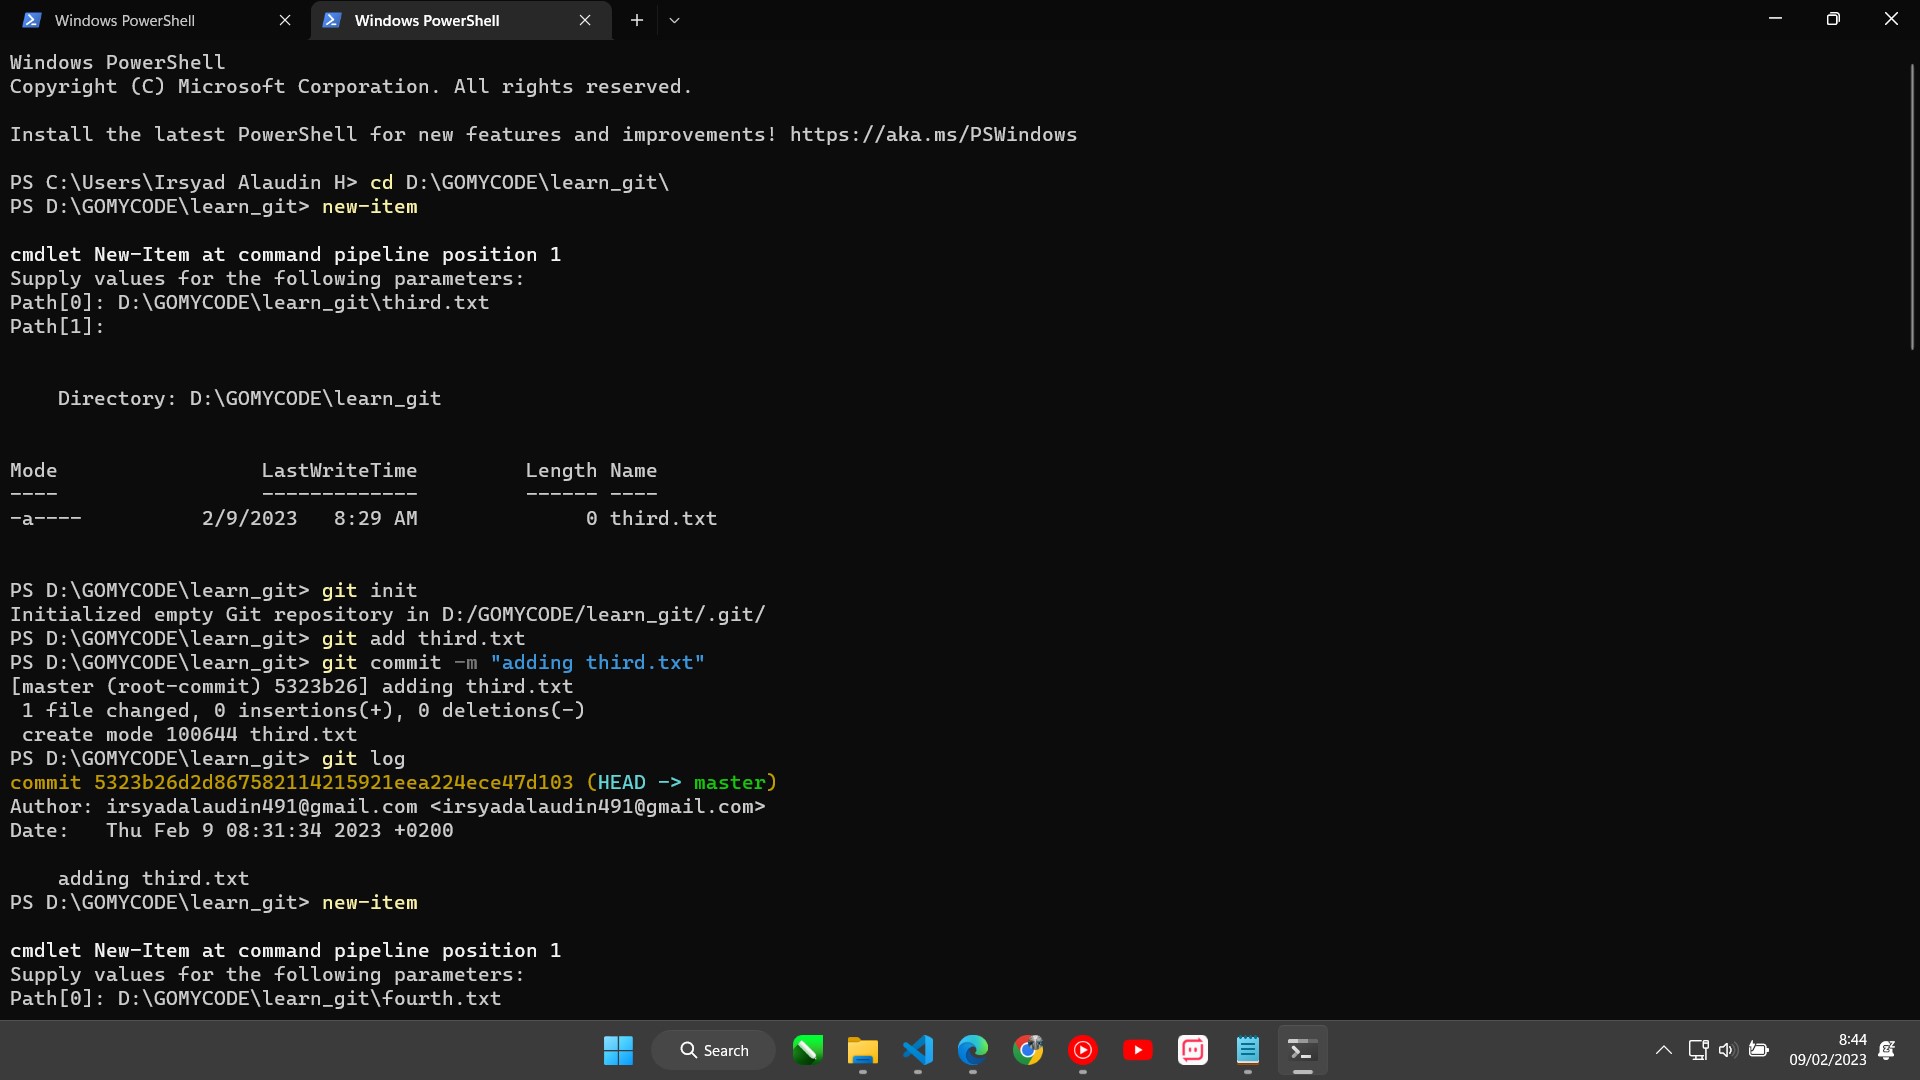 Windows PowerShell
Windows PowerShell
Windows PowerShell
Copyright (C) Microsoft Corporation. All rights reserved.
Install the latest PowerShell for new features and improvements! https://aka.ms/PSWindows
PS C:\Users\Irsyad Alaudin H> cd D:\GOMYCODE\learn_git\
PS D:\GOMYCODE\learn_git> new-item
cmdlet New-Item at command pipeline position 1
Supply values for the following parameters:
Path[0]: D:\GOMYCODE\learn_git\third.txt
Path[1]:
Directory: D:\GOMYCODE\learn_git
Mode LastWriteTime Length Name
---- ------------- ------ ----
-a---- 2/9/2023 8:29 AM 0 third.txt
PS D:\GOMYCODE\learn_git> git init
Initialized empty Git repository in D:/GOMYCODE/learn_git/.git/
PS D:\GOMYCODE\learn_git> git add third.txt
PS D:\GOMYCODE\learn_git> git commit -m "adding third.txt"
[master (root-commit) 5323b26] adding third.txt
1 file changed, 0 insertions(+), 0 deletions(-)
create mode 100644 third.txt
PS D:\GOMYCODE\learn_git> git log
commit 5323b26d2d867582114215921eea224ece47d103 (HEAD -> master)
Author: irsyadalaudin491@gmail.com <irsyadalaudin491@gmail.com>
Date: Thu Feb 9 08:31:34 2023 +0200
adding third.txt
PS D:\GOMYCODE\learn_git> new-item
cmdlet New-Item at command pipeline position 1
Supply values for the following parameters:
Path[0]: D:\GOMYCODE\learn_git\fourth.txt
Search
8:44
09/02/2023